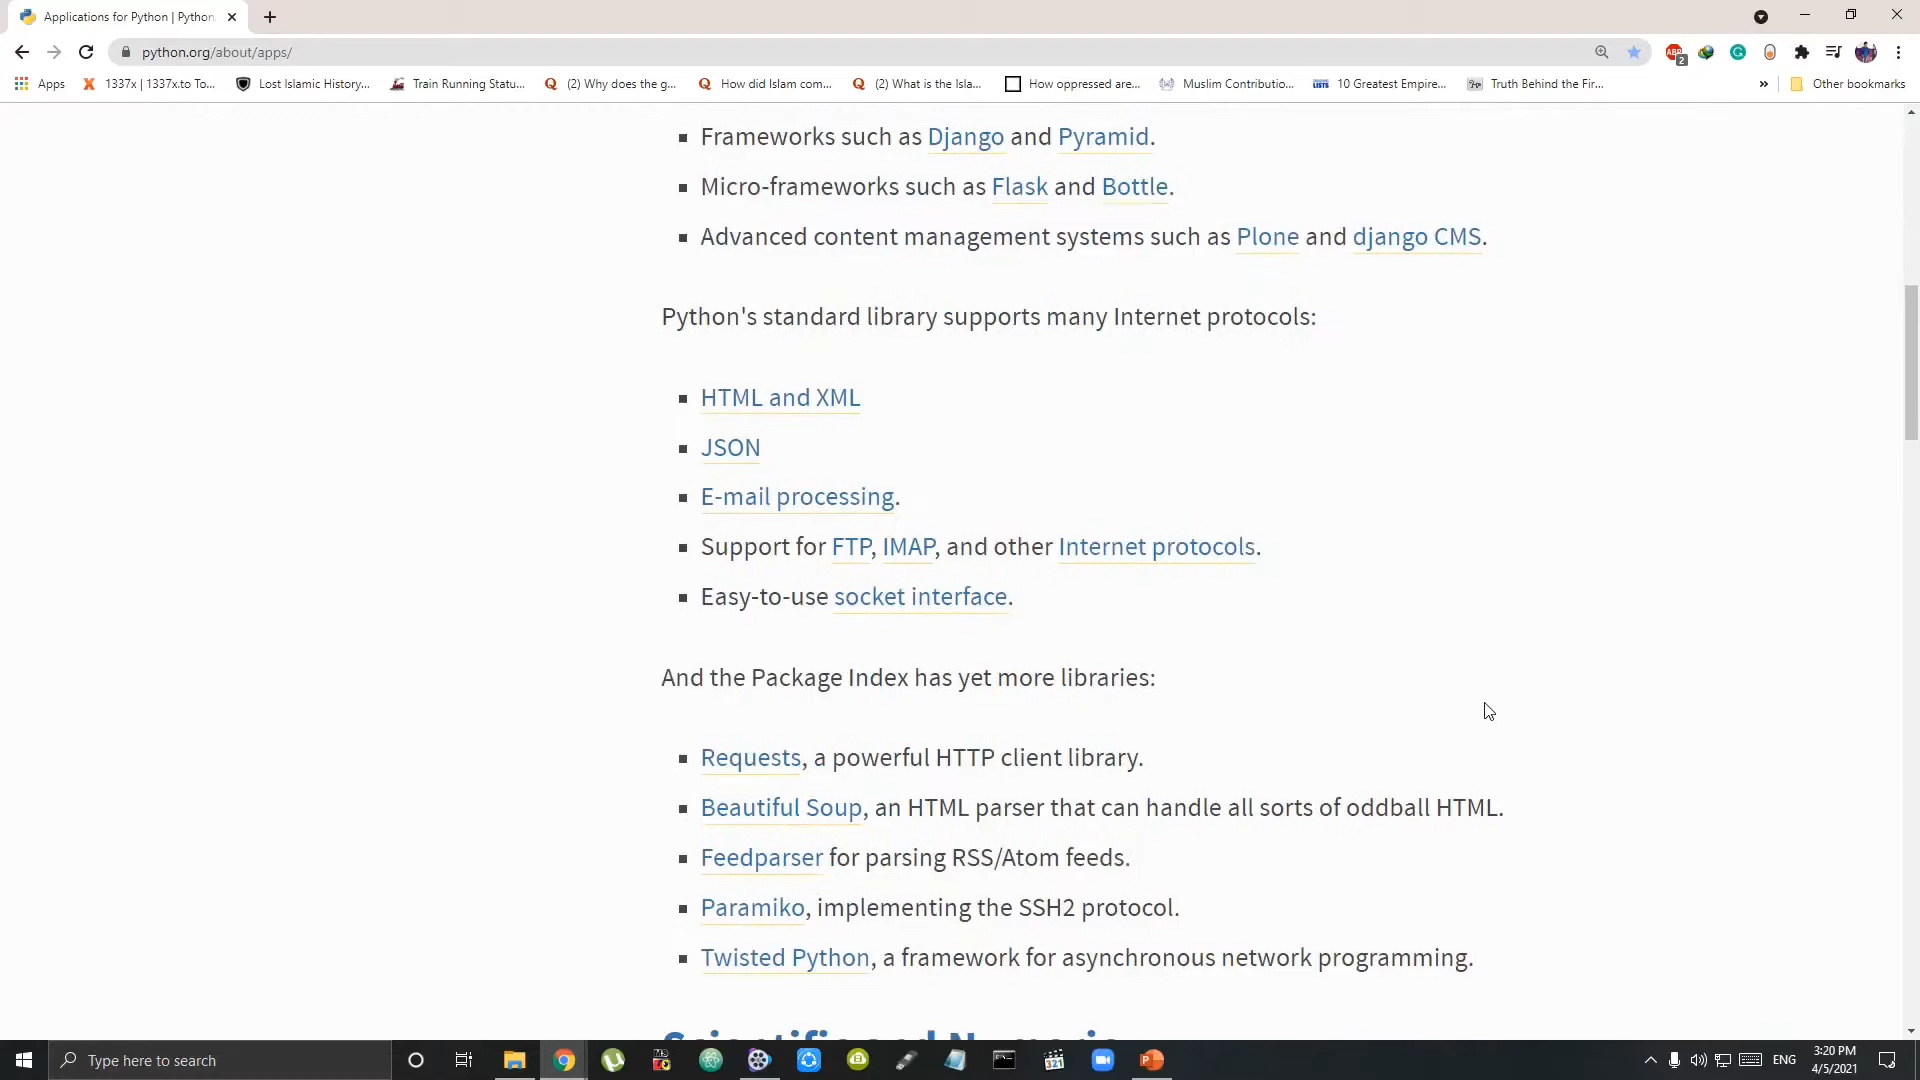 Applications for Python | Python
python.org/about/apps/
2
Apps
1337x | 1337x.to To...
Lost Islamic History...
Train Running Statu...
(2) Why does the g...
How did Islam com...
(2) What is the Isla...
How oppressed are...
Muslim Contributio...
10 Greatest Empire...
Truth Behind the Fir...
»
Other bookmarks
▪ Frameworks such as Django and Pyramid.
▪ Micro-frameworks such as Flask and Bottle.
▪ Advanced content management systems such as Plone and django CMS.
Python's standard library supports many Internet protocols:
▪ HTML and XML
▪ JSON
▪ E-mail processing.
▪ Support for FTP, IMAP, and other Internet protocols.
▪ Easy-to-use socket interface.
And the Package Index has yet more libraries:
▪ Requests, a powerful HTTP client library.
▪ Beautiful Soup, an HTML parser that can handle all sorts of oddball HTML.
▪ Feedparser for parsing RSS/Atom feeds.
▪ Paramiko, implementing the SSH2 protocol.
▪ Twisted Python, a framework for asynchronous network programming.
Scientific and Numeric
Type here to search
ENG
3:20 PM
4/5/2021